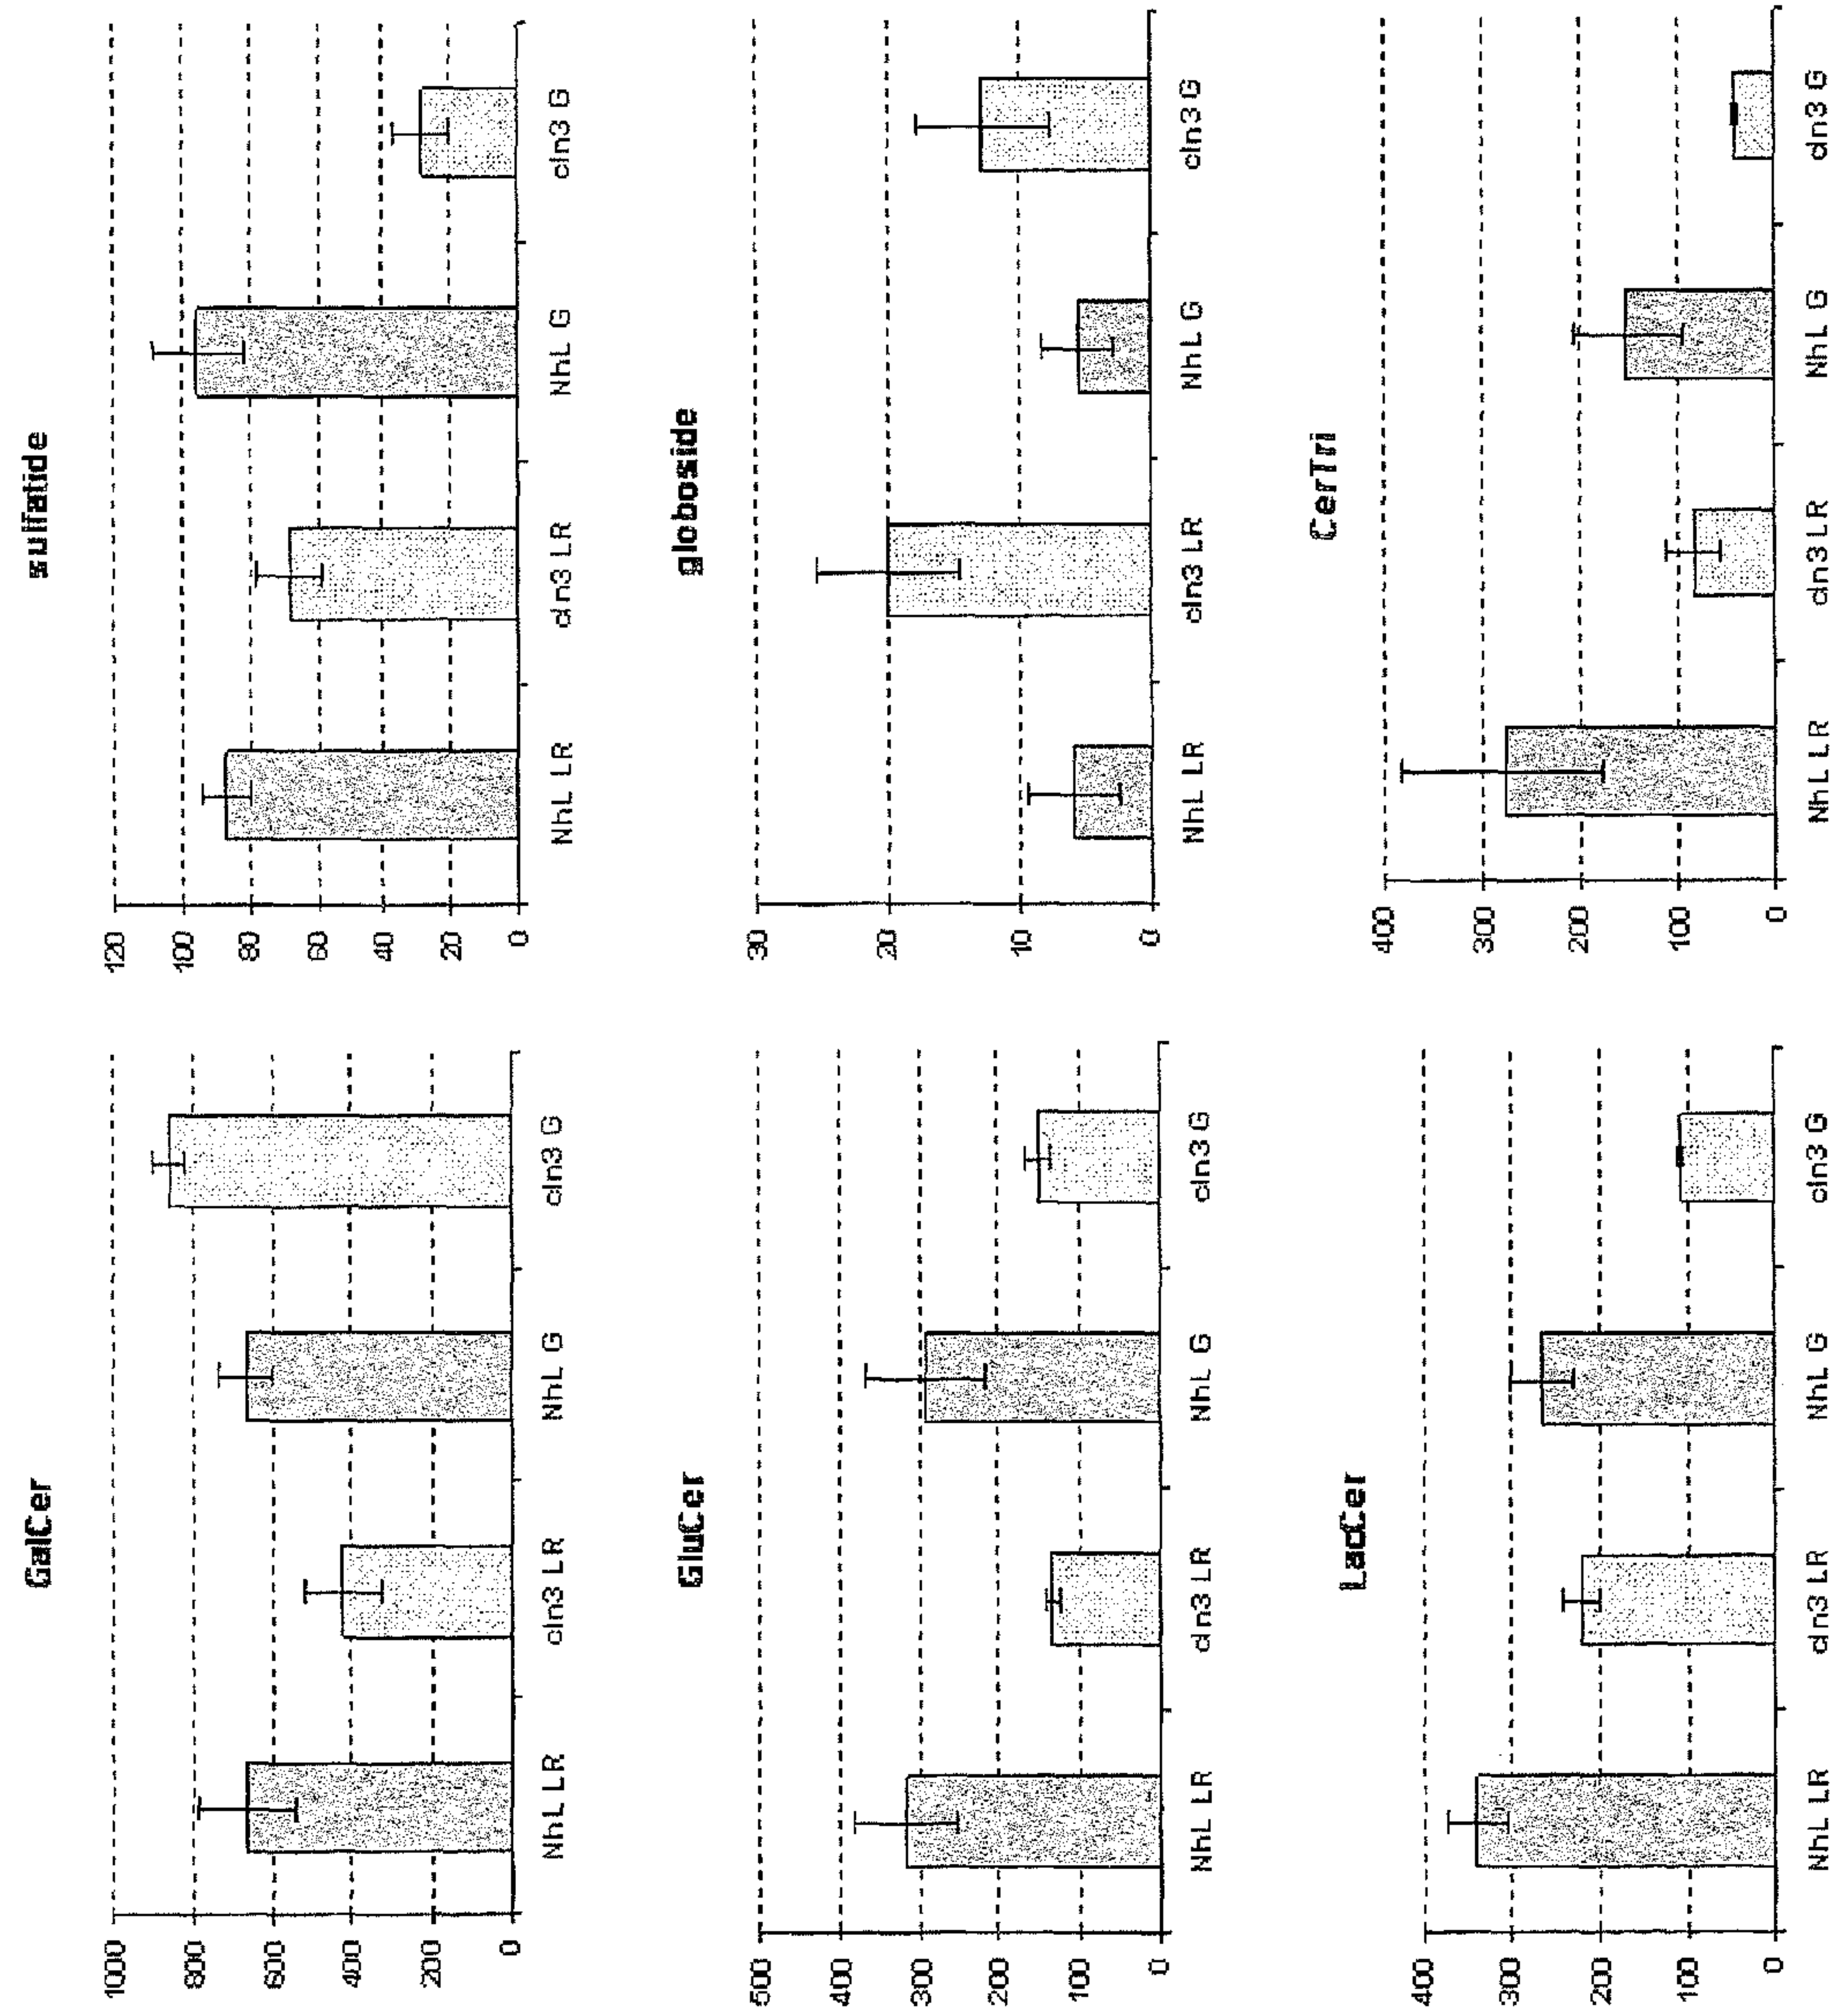 GalCer
1000
800
600
400
200
0
NhL LR cln3 LR NhL G cln3 G
sulfatide
120
100
80
60
40
20
0
NhL LR cln3 LR NhL G cln3 G
GluCer
500
400
300
200
100
0
NhL LR cln3 LR NhL G cln3 G
globoside
30
20
10
0
NhL LR cln3 LR NhL G cln3 G
LacCer
400
300
200
100
0
NhL LR cln3 LR NhL G cln3 G
CerTri
400
300
200
100
0
NhL LR cln3 LR NhL G cln3 G